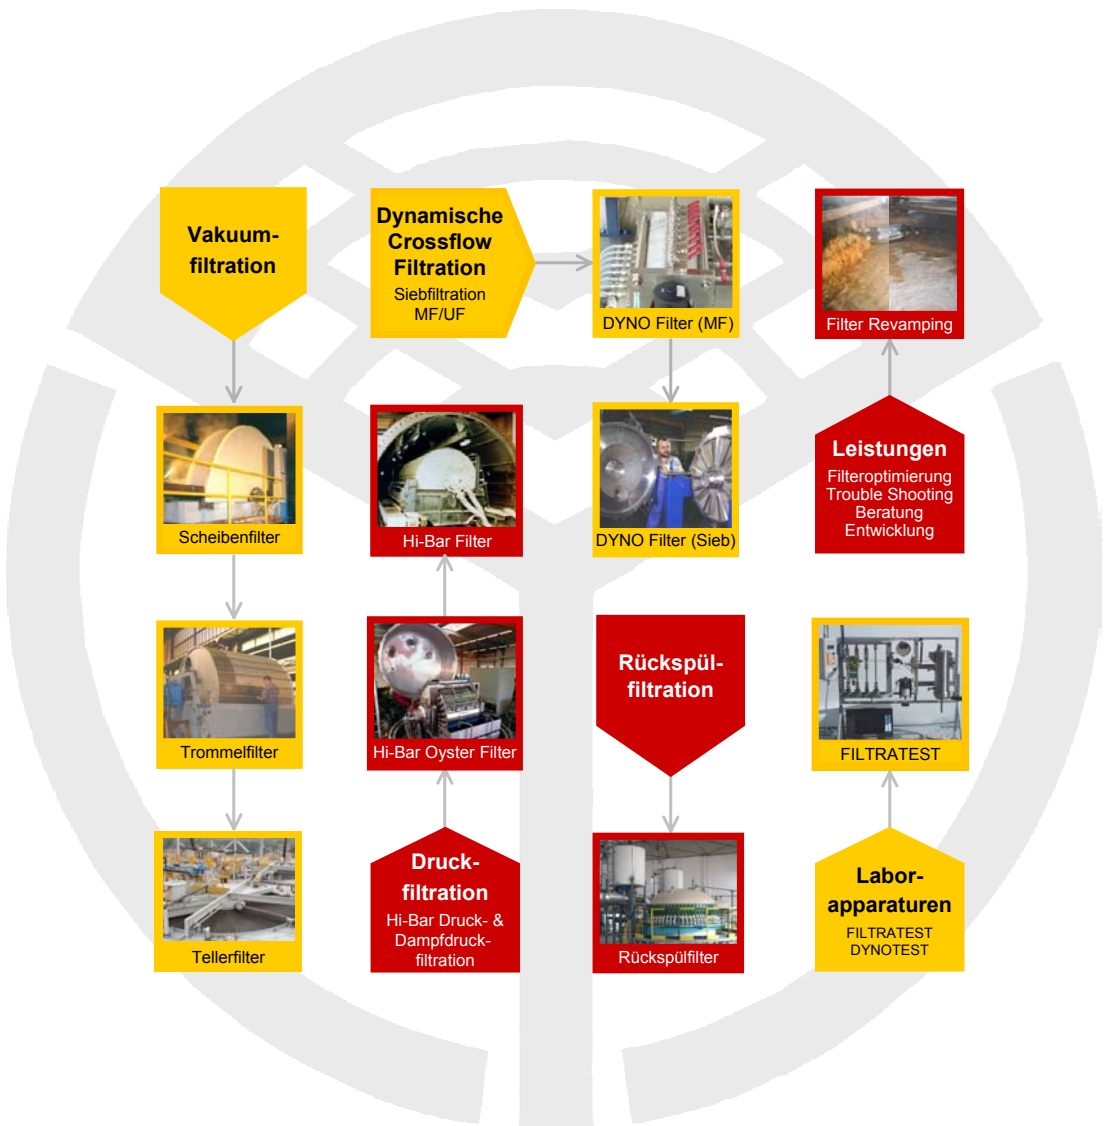 Vakuum-
filtration
Scheibenfilter
Trommelfilter
Tellerfilter
Dynamische
Crossflow
Filtration
Siebfiltration
MF/UF
DYNO Filter (MF)
DYNO Filter (Sieb)
Hi-Bar Filter
Hi-Bar Oyster Filter
Druck-
filtration
Hi-Bar Druck- &
Dampfdruck-
filtration
Rückspül-
filtration
Rückspülfilter
Filter Revamping
Leistungen
Filteroptimierung
Trouble Shooting
Beratung
Entwicklung
FILTRATEST
Labor-
apparaturen
FILTRATEST
DYNOTEST